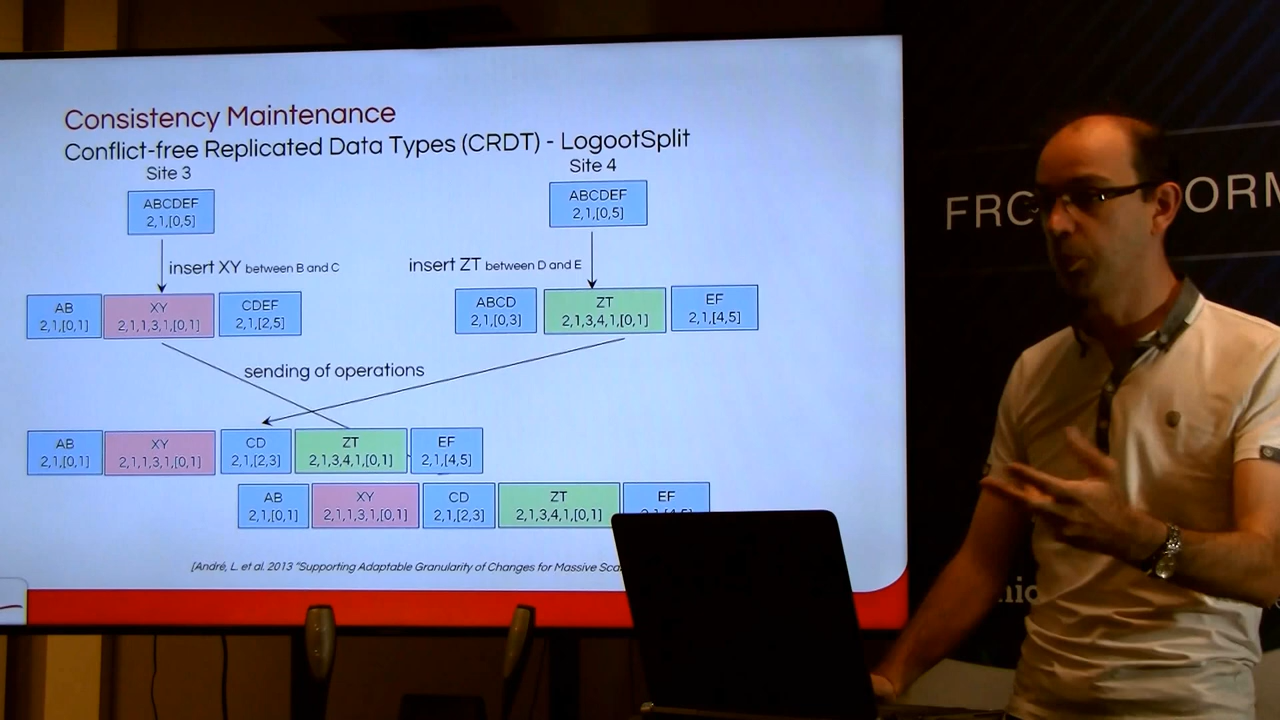 Consistency Maintenance
Conflict-free Replicated Data Types (CRDT) - LogootSplit
Site 3
Site 4
ABCDEF
2,1,[0,5]
ABCDEF
2,1,[0,5]
insert XY between B and C
insert ZT between D and E
AB
2,1,[0,1]
XY
2,1,1,3,1,[0,1]
CDEF
2,1,[2,5]
ABCD
2,1,[0,3]
ZT
2,1,3,4,1,[0,1]
EF
2,1,[4,5]
sending of operations
AB
2,1,[0,1]
XY
2,1,1,3,1,[0,1]
CD
2,1,[2,3]
ZT
2,1,3,4,1,[0,1]
EF
2,1,[4,5]
AB
2,1,[0,1]
XY
2,1,1,3,1,[0,1]
CD
2,1,[2,3]
ZT
2,1,3,4,1,[0,1]
EF
2,1,[4,5]
[André, L. et al. 2013 "Supporting Adaptable Granularity of Changes for Massive